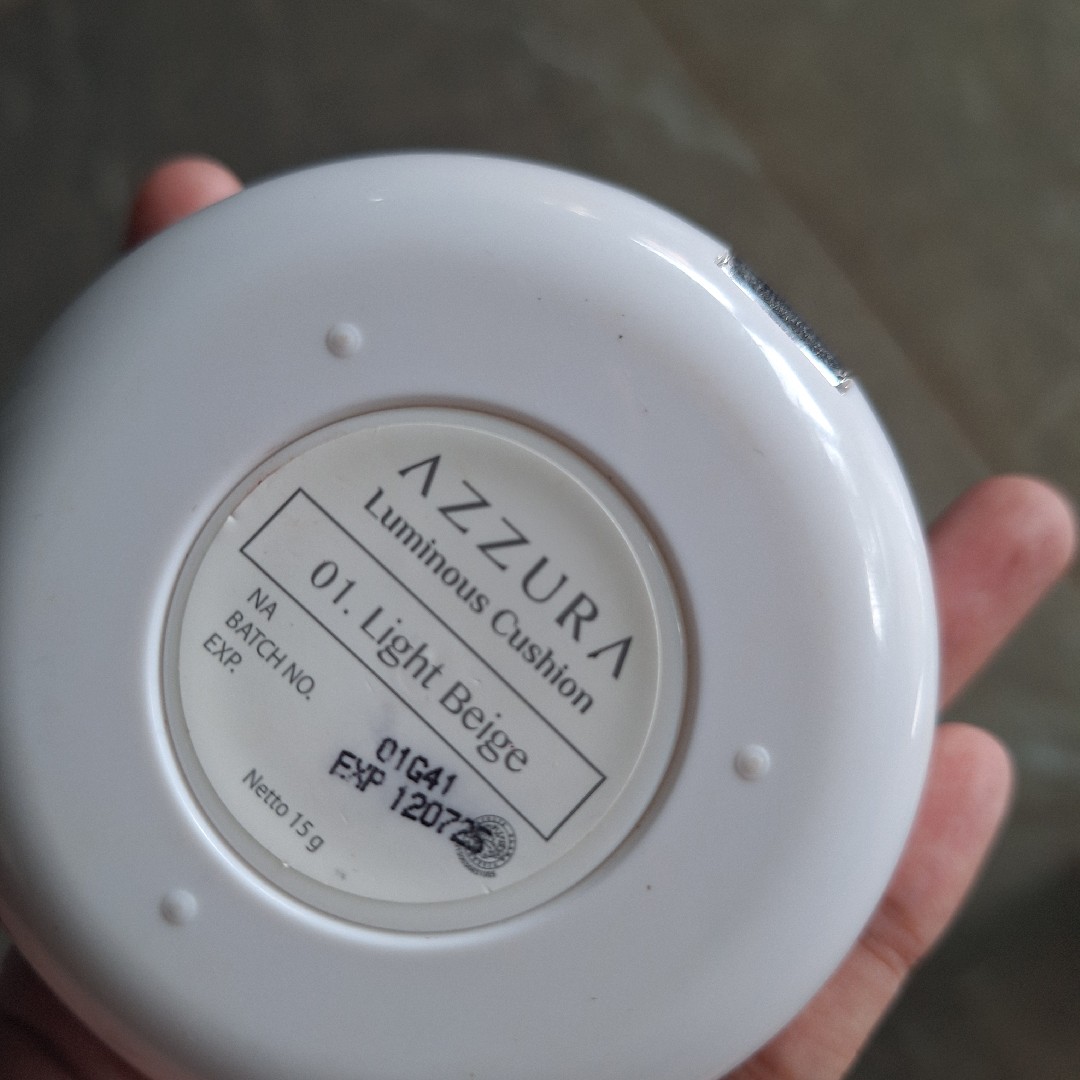 AZZURA
Luminous Cushion
01. Light Beige
NA
BATCH NO.
EXP.
01G41
EXP 120725
Netto 15 g